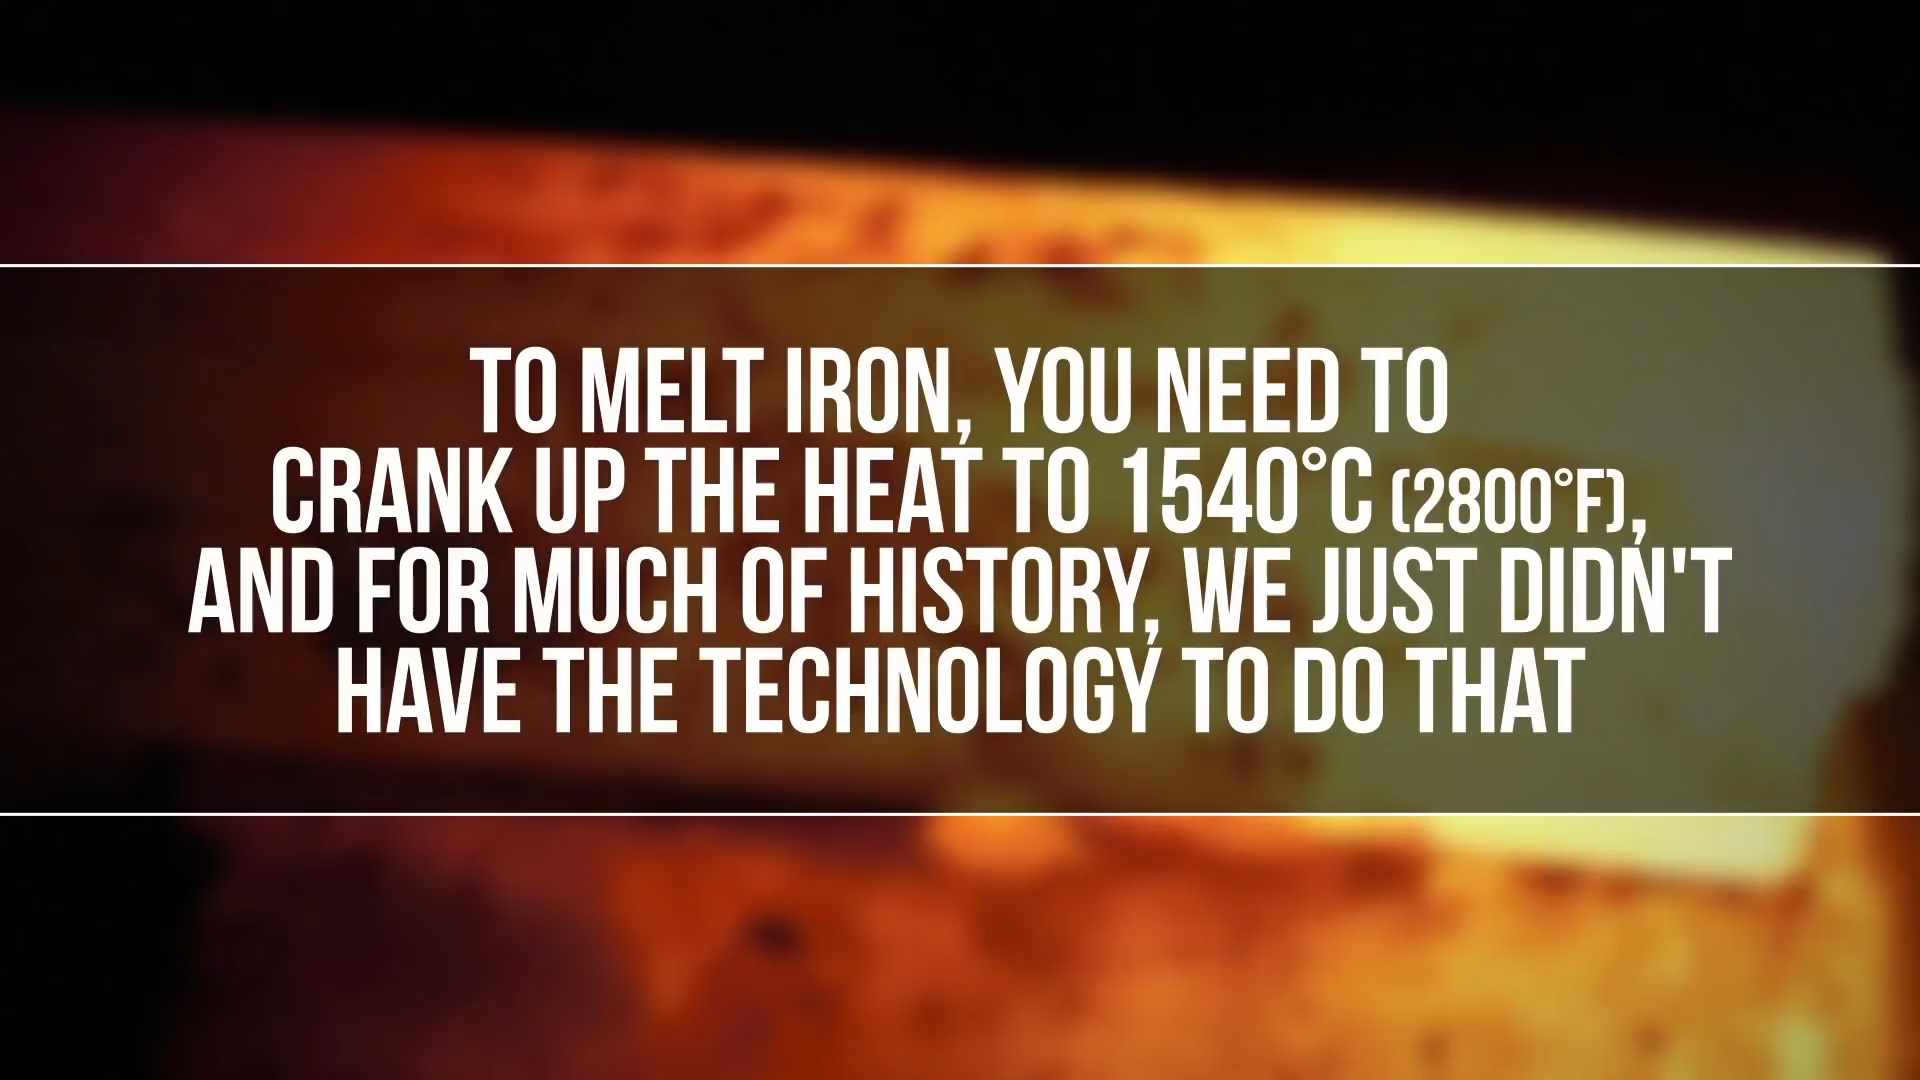 TO MELT IRON, YOU NEED TO
CRANK UP THE HEAT TO 1540°C (2800°F),
AND FOR MUCH OF HISTORY, WE JUST DIDN'T
HAVE THE TECHNOLOGY TO DO THAT